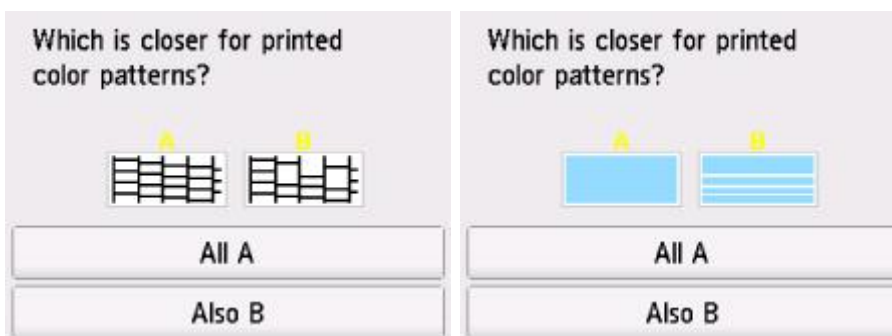 Which is closer for printed
color patterns?
A B
All A
Also B
Which is closer for printed
color patterns?
A B
All A
Also B